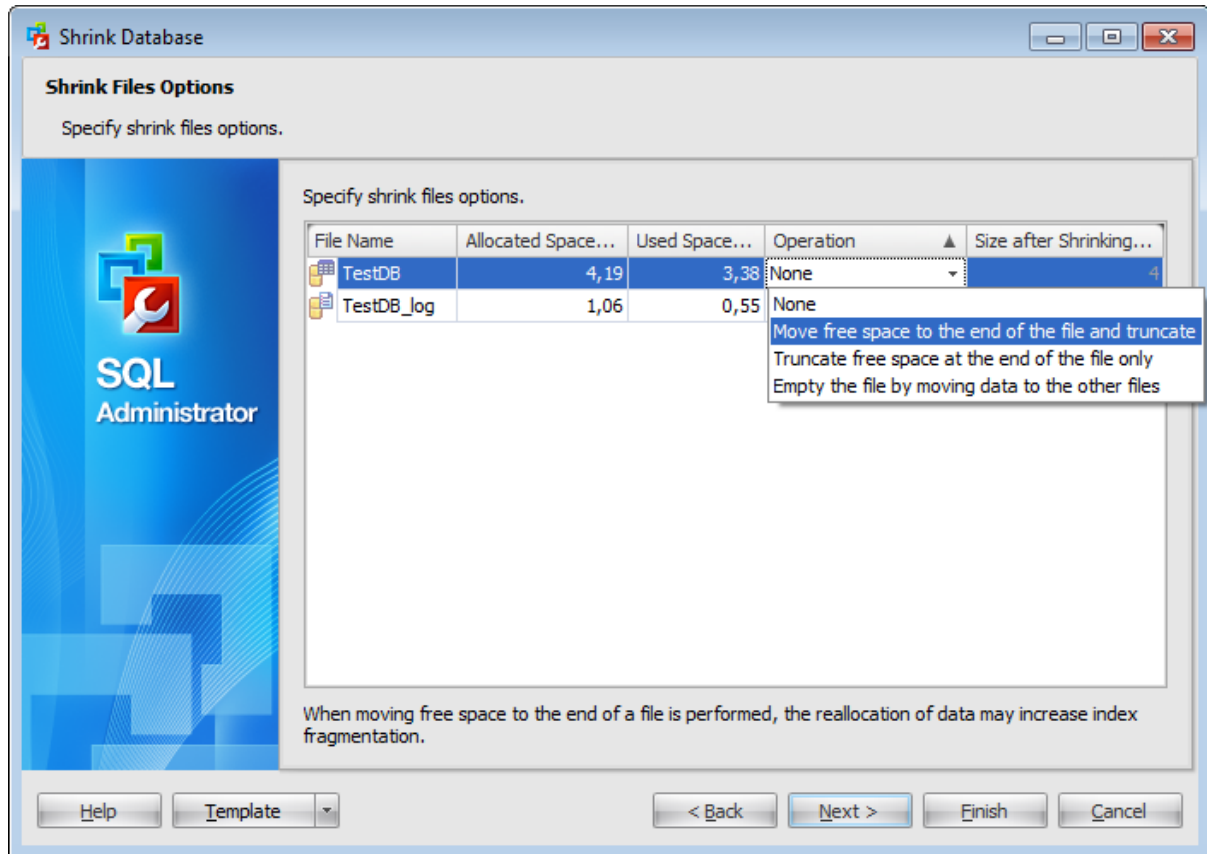 Shrink Database
Shrink Files Options
Specify shrink files options.
SQL
Administrator
Specify shrink files options.
File Name Allocated Space... Used Space... Operation Size after Shrinking...
TestDB 4,19 3,38 None 4
TestDB_log 1,06 0,55
None
Move free space to the end of the file and truncate
Truncate free space at the end of the file only
Empty the file by moving data to the other files
When moving free space to the end of a file is performed, the reallocation of data may increase index
fragmentation.
Help Template < Back Next > Finish Cancel